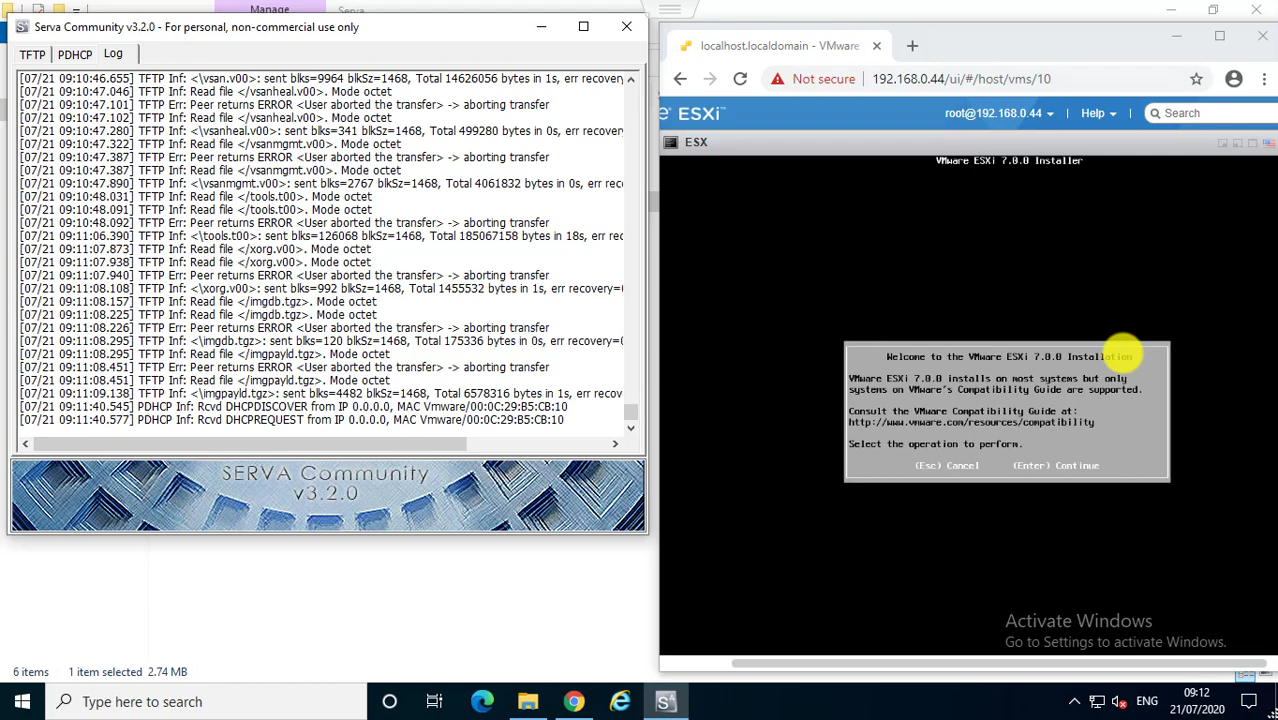 Manage
Serva
Serva Community v3.2.0 - For personal, non-commercial use only
TFTP
PDHCP
Log
[07/21 09:10:46.655] TFTP Inf: <\vsan.v00>: sent blks=9964 blkSz=1468, Total 14626056 bytes in 1s, err recovery
[07/21 09:10:47.046] TFTP Inf: Read file </vsanheal.v00>. Mode octet
[07/21 09:10:47.101] TFTP Err: Peer returns ERROR <User aborted the transfer> -> aborting transfer
[07/21 09:10:47.102] TFTP Inf: Read file </vsanheal.v00>. Mode octet
[07/21 09:10:47.280] TFTP Inf: <\vsanheal.v00>: sent blks=341 blkSz=1468, Total 499280 bytes in 0s, err recovery
[07/21 09:10:47.322] TFTP Inf: Read file </vsanmgmt.v00>. Mode octet
[07/21 09:10:47.387] TFTP Err: Peer returns ERROR <User aborted the transfer> -> aborting transfer
[07/21 09:10:47.387] TFTP Inf: Read file </vsanmgmt.v00>. Mode octet
[07/21 09:10:47.890] TFTP Inf: <\vsanmgmt.v00>: sent blks=2767 blkSz=1468, Total 4061832 bytes in 0s, err rec
[07/21 09:10:48.031] TFTP Inf: Read file </tools.t00>. Mode octet
[07/21 09:10:48.091] TFTP Inf: Read file </tools.t00>. Mode octet
[07/21 09:10:48.092] TFTP Err: Peer returns ERROR <User aborted the transfer> -> aborting transfer
[07/21 09:11:06.390] TFTP Inf: <\tools.t00>: sent blks=126068 blkSz=1468, Total 185067158 bytes in 18s, err rec
[07/21 09:11:07.873] TFTP Inf: Read file </xorg.v00>. Mode octet
[07/21 09:11:07.938] TFTP Inf: Read file </xorg.v00>. Mode octet
[07/21 09:11:07.940] TFTP Err: Peer returns ERROR <User aborted the transfer> -> aborting transfer
[07/21 09:11:08.108] TFTP Inf: <\xorg.v00>: sent blks=992 blkSz=1468, Total 1455532 bytes in 1s, err recovery=
[07/21 09:11:08.157] TFTP Inf: Read file </imgdb.tgz>. Mode octet
[07/21 09:11:08.225] TFTP Inf: Read file </imgdb.tgz>. Mode octet
[07/21 09:11:08.226] TFTP Err: Peer returns ERROR <User aborted the transfer> -> aborting transfer
[07/21 09:11:08.295] TFTP Inf: <\imgdb.tgz>: sent blks=120 blkSz=1468, Total 175336 bytes in 0s, err recovery=
[07/21 09:11:08.295] TFTP Inf: Read file </imgpayld.tgz>. Mode octet
[07/21 09:11:08.451] TFTP Err: Peer returns ERROR <User aborted the transfer> -> aborting transfer
[07/21 09:11:08.451] TFTP Inf: Read file </imgpayld.tgz>. Mode octet
[07/21 09:11:09.138] TFTP Inf: <\imgpayld.tgz>: sent blks=4482 blkSz=1468, Total 6578316 bytes in 1s, err reco
[07/21 09:11:40.545] PDHCP Inf: Rcvd DHCPDISCOVER from IP 0.0.0.0, MAC Vmware/00:0C:29:B5:CB:10
[07/21 09:11:40.577] PDHCP Inf: Rcvd DHCPREQUEST from IP 0.0.0.0, MAC Vmware/00:0C:29:B5:CB:10
SERVA Community
v3.2.0
6 items
1 item selected 2.74 MB
localhost.localdomain - VMware
Not secure
192.168.0.44/ui/#/host/vms/10
e ESXi™
root@192.168.0.44
Help
Search
ESX
VMware ESXi 7.0.0 Installer
Welcome to the VMware ESXi 7.0.0 Installation
VMware ESXi 7.0.0 installs on most systems but only
systems on VMware's Compatibility Guide are supported.
Consult the VMware Compatibility Guide at:
http://www.vmware.com/resources/compatibility
Select the operation to perform.
(Esc) Cancel
(Enter) Continue
Activate Windows
Go to Settings to activate Windows.
Type here to search
ENG
09:12
21/07/2020